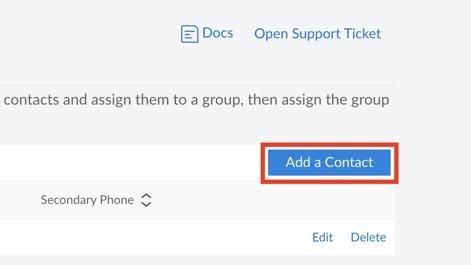 Docs Open Support Ticket
contacts and assign them to a group, then assign the group
Add a Contact
Secondary Phone
Edit Delete